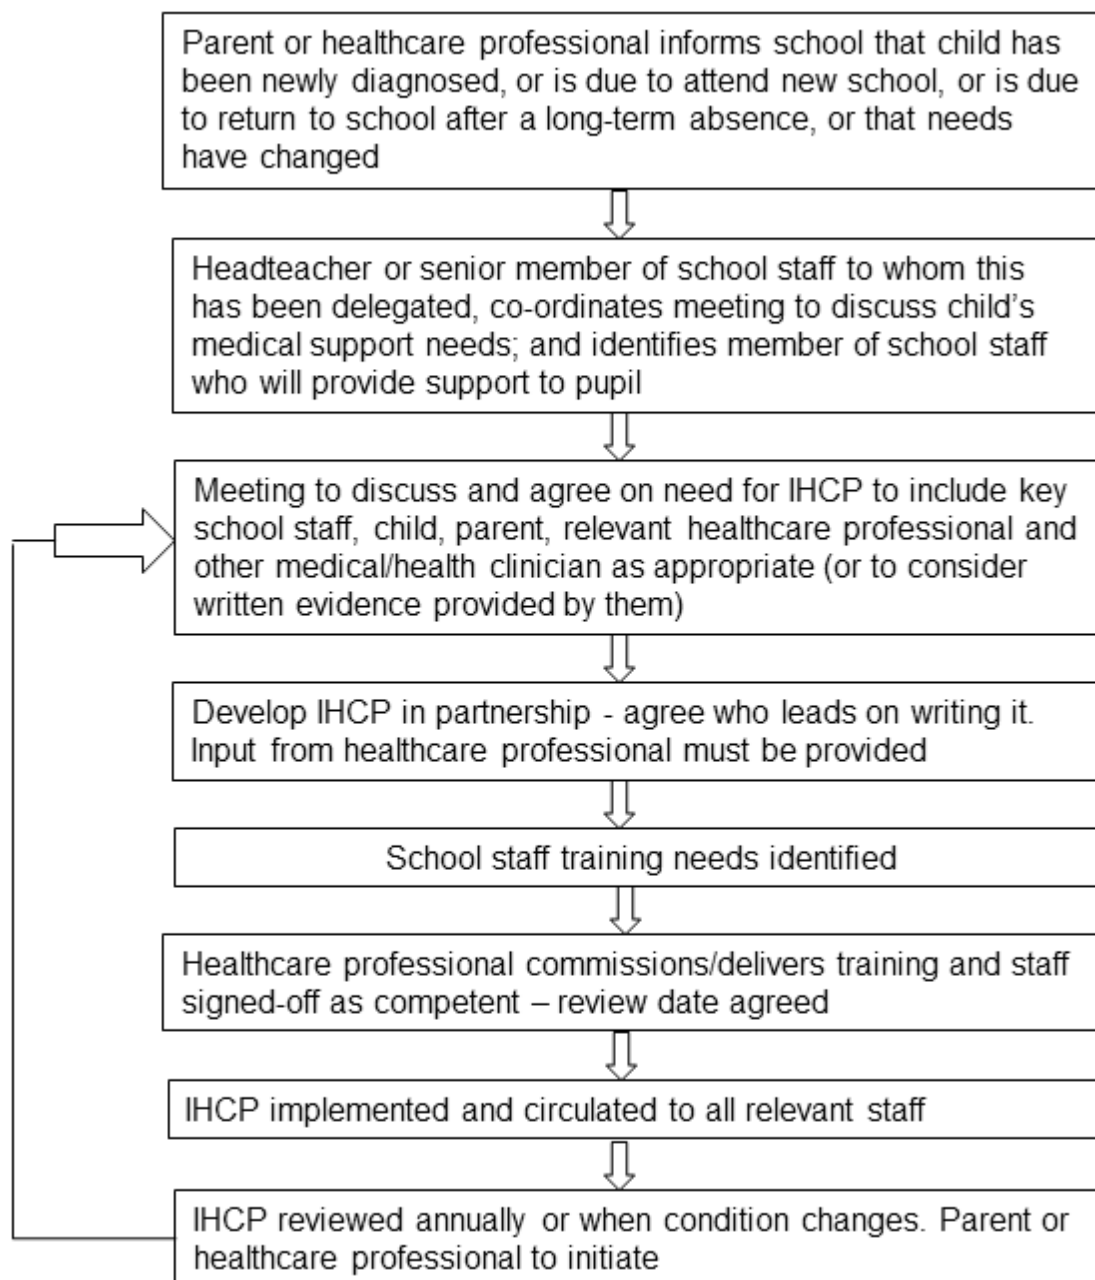 Parent or healthcare professional informs school that child has
been newly diagnosed, or is due to attend new school, or is due
to return to school after a long-term absence, or that needs
have changed
Headteacher or senior member of school staff to whom this
has been delegated, co-ordinates meeting to discuss child's
medical support needs; and identifies member of school staff
who will provide support to pupil
Meeting to discuss and agree on need for IHCP to include key
school staff, child, parent, relevant healthcare professional and
other medical/health clinician as appropriate (or to consider
written evidence provided by them)
Develop IHCP in partnership - agree who leads on writing it.
Input from healthcare professional must be provided
School staff training needs identified
Healthcare professional commissions/delivers training and staff
signed-off as competent – review date agreed
IHCP implemented and circulated to all relevant staff
IHCP reviewed annually or when condition changes. Parent or
healthcare professional to initiate